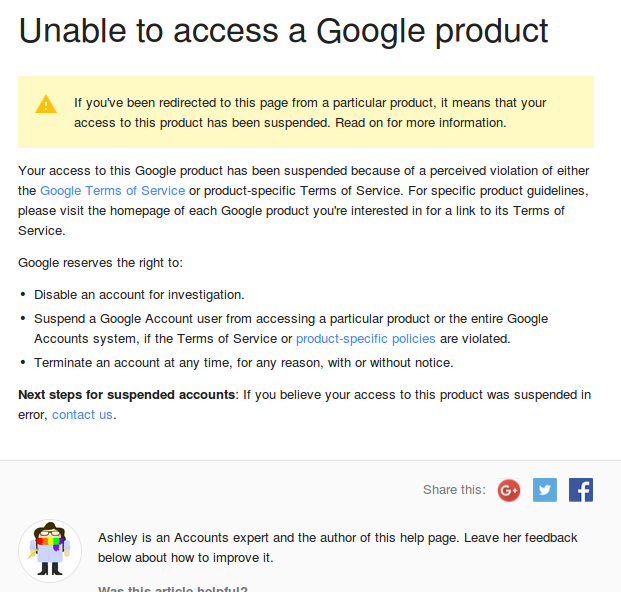 Unable to access a Google product
If you've been redirected to this page from a particular product, it means that your
access to this product has been suspended. Read on for more information.
Your access to this Google product has been suspended because of a perceived violation of either
the Google Terms of Service or product-specific Terms of Service. For specific product guidelines,
please visit the homepage of each Google product you're interested in for a link to its Terms of
Service.
Google reserves the right to:
• Disable an account for investigation.
• Suspend a Google Account user from accessing a particular product or the entire Google
Accounts system, if the Terms of Service or product-specific policies are violated.
• Terminate an account at any time, for any reason, with or without notice.
Next steps for suspended accounts: If you believe your access to this product was suspended in
error, contact us.
Share this: G+ f
Ashley is an Accounts expert and the author of this help page. Leave her feedback
below about how to improve it.
Was this article helpful?